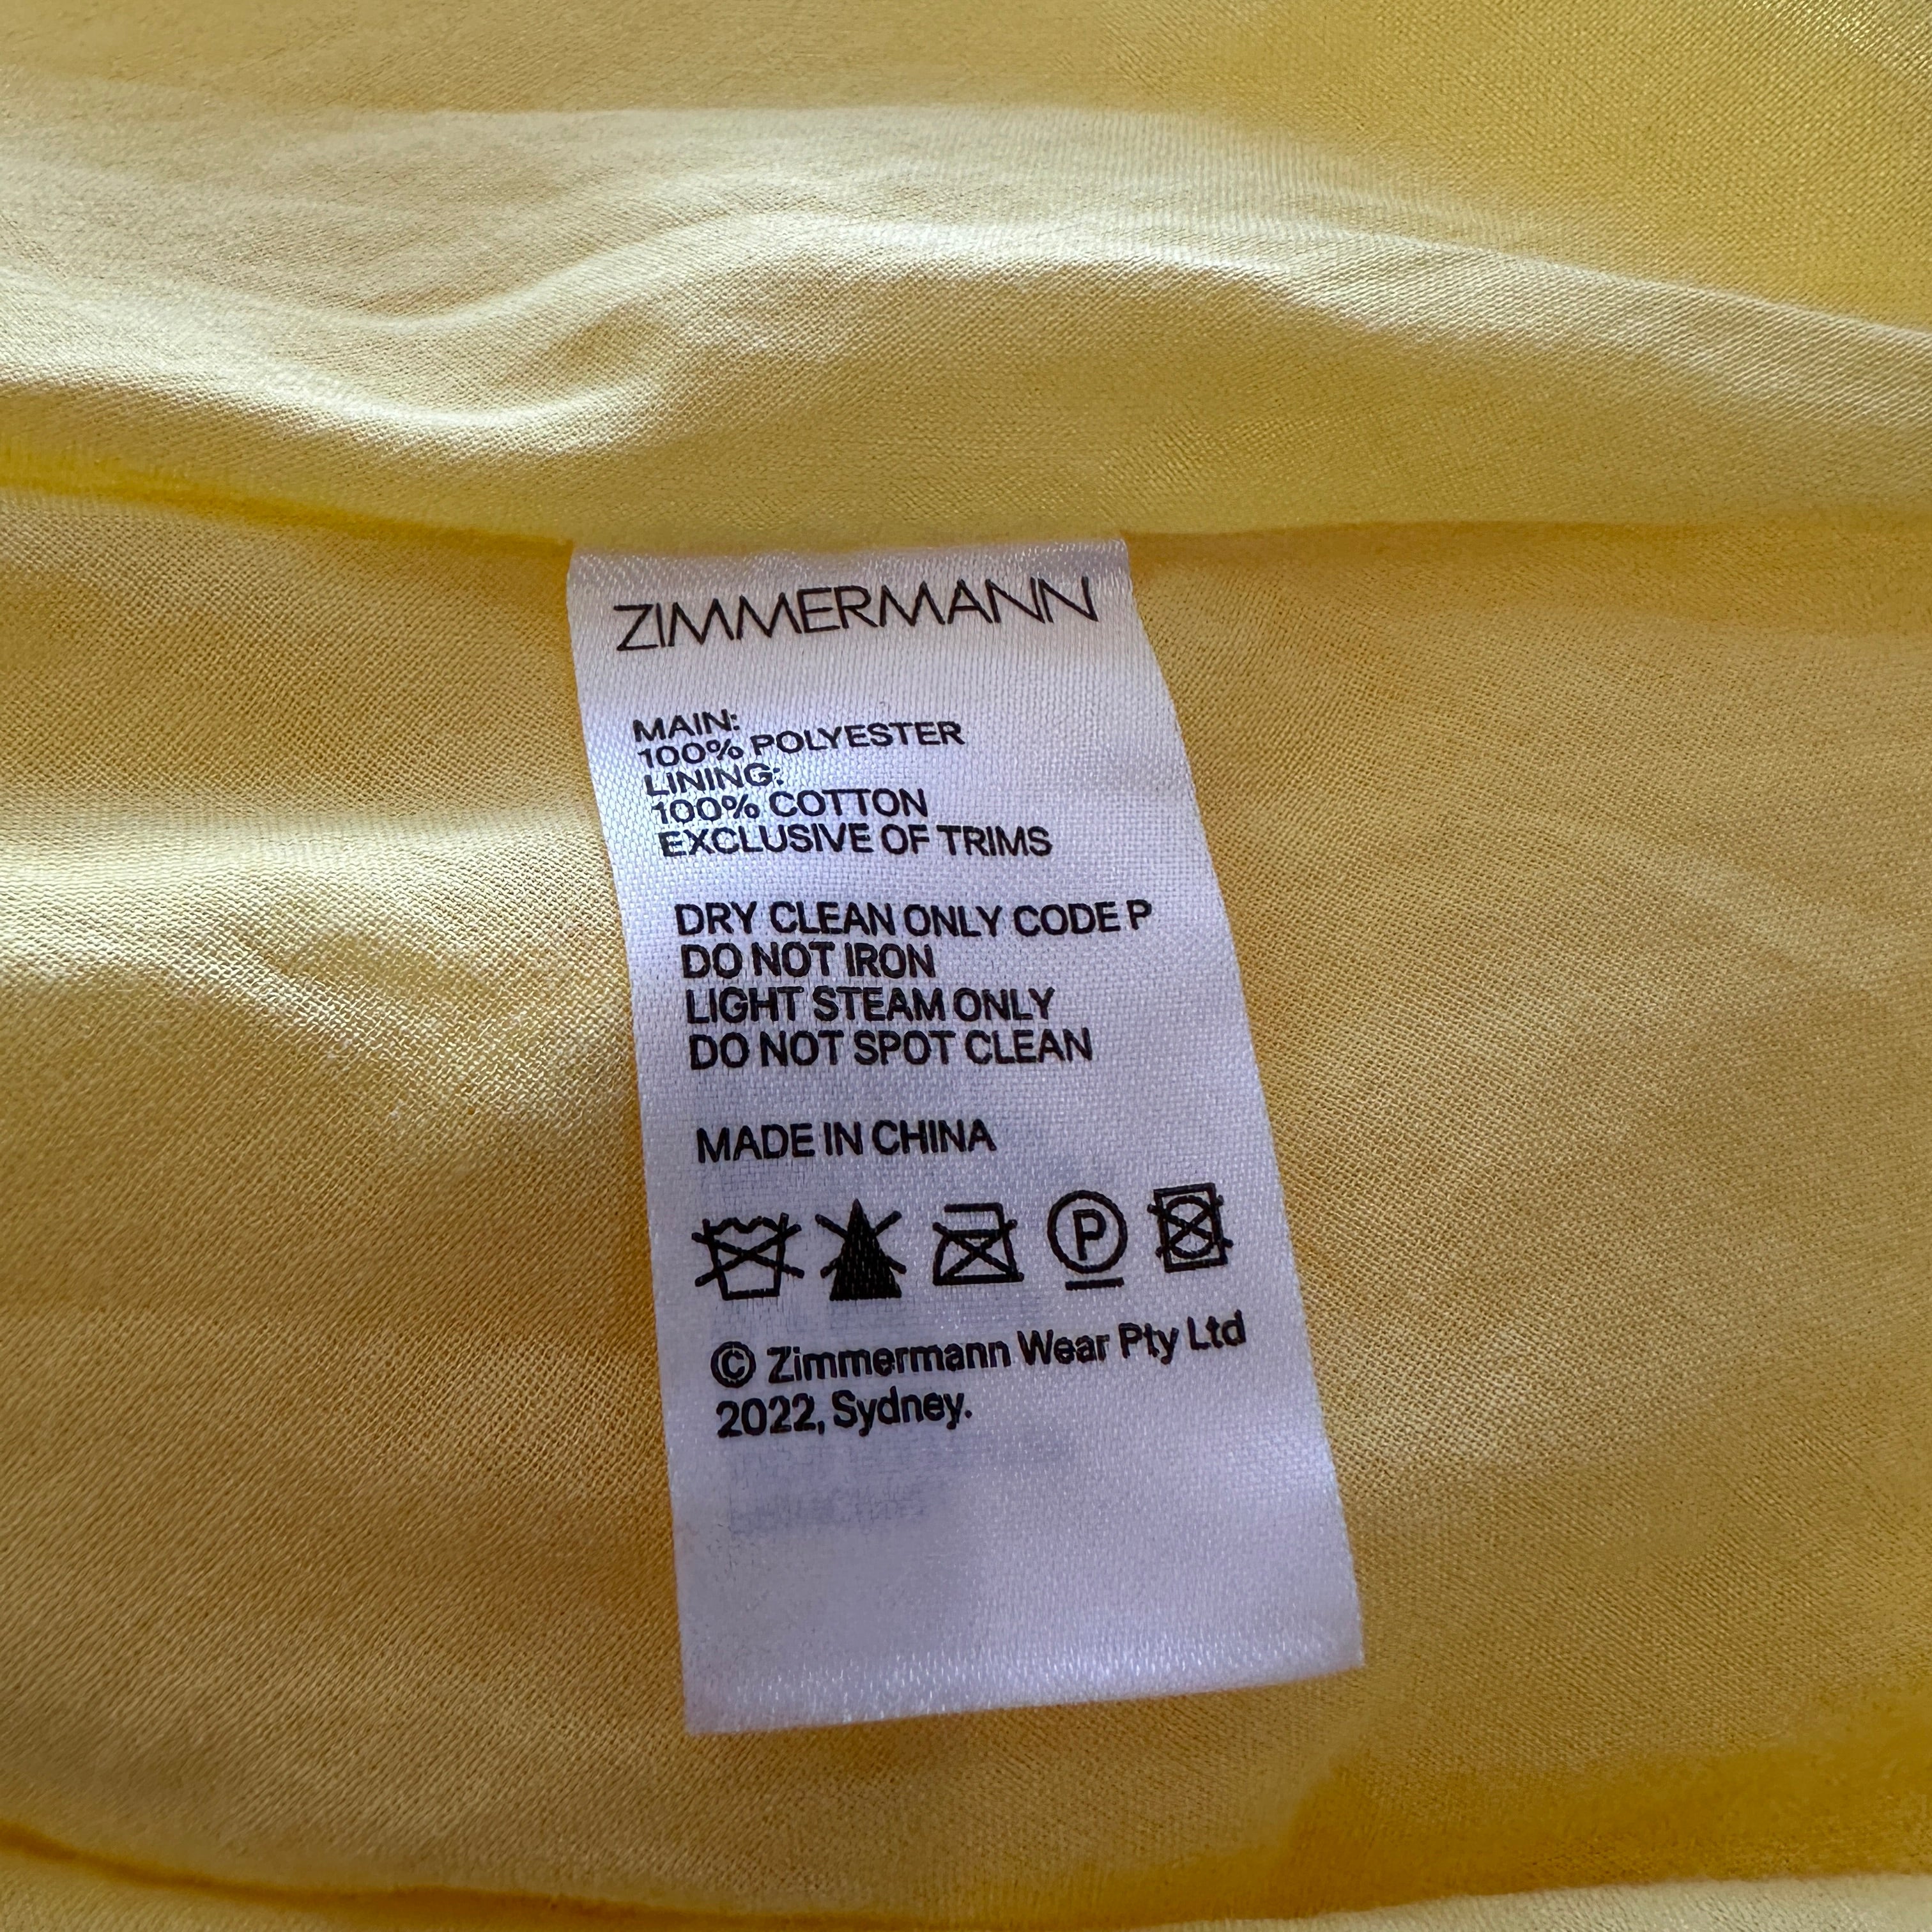 ZIMMERMANN
MAIN:
100% POLYESTER
LINING:
100% COTTON
EXCLUSIVE OF TRIMS
DRY CLEAN ONLY CODE P
DO NOT IRON
LIGHT STEAM ONLY
DO NOT SPOT CLEAN
MADE IN CHINA
P
© Zimmermann Wear Pty Ltd
2022, Sydney.